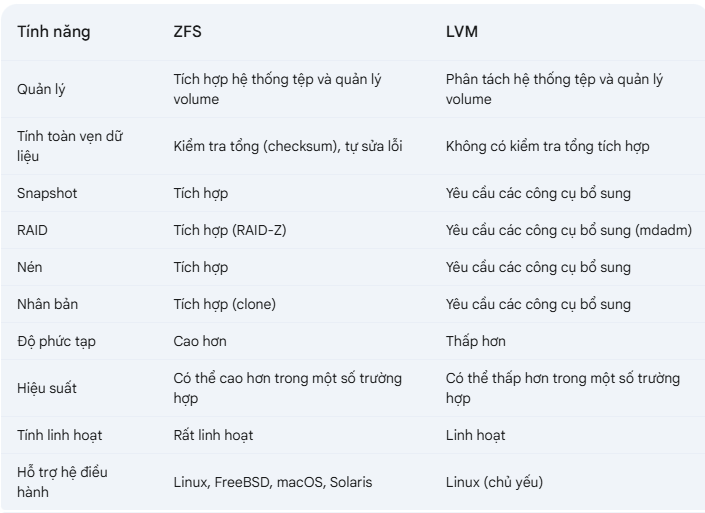 Tính năng ZFS LVM
Quản lý Tích hợp hệ thống tệp và quản lý volume Phân tách hệ thống tệp và quản lý volume
Tính toàn vẹn dữ liệu Kiểm tra tổng (checksum), tự sửa lỗi Không có kiểm tra tổng tích hợp
Snapshot Tích hợp Yêu cầu các công cụ bổ sung
RAID Tích hợp (RAID-Z) Yêu cầu các công cụ bổ sung (mdadm)
Nén Tích hợp Yêu cầu các công cụ bổ sung
Nhân bản Tích hợp (clone) Yêu cầu các công cụ bổ sung
Độ phức tạp Cao hơn Thấp hơn
Hiệu suất Có thể cao hơn trong một số trường hợp Có thể thấp hơn trong một số trường hợp
Tính linh hoạt Rất linh hoạt Linh hoạt
Hỗ trợ hệ điều hành Linux, FreeBSD, macOS, Solaris Linux (chủ yếu)